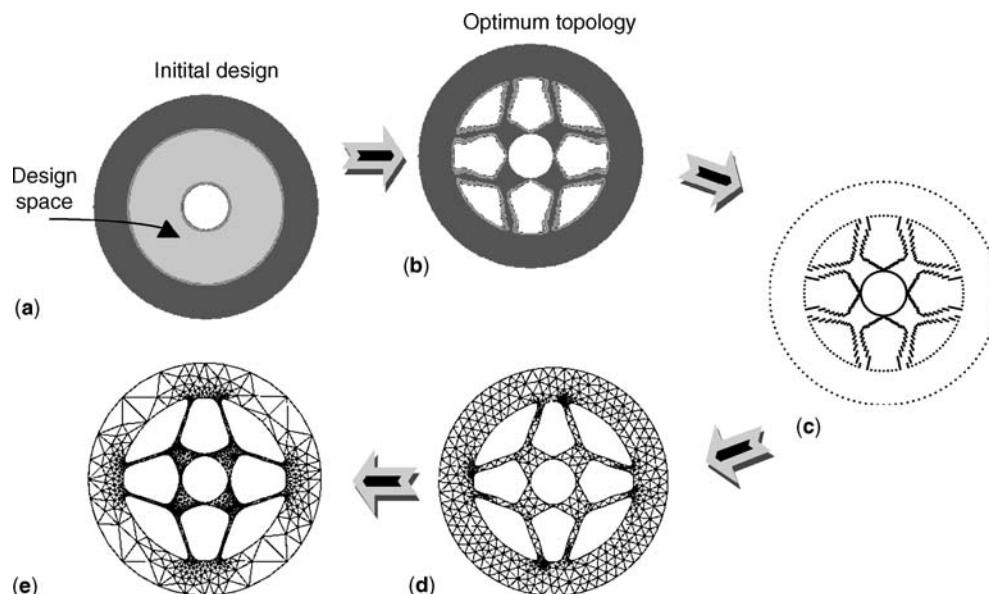 Optimum topology
Initital design
Design
space
(a)
(b)
(c)
(d)
(e)